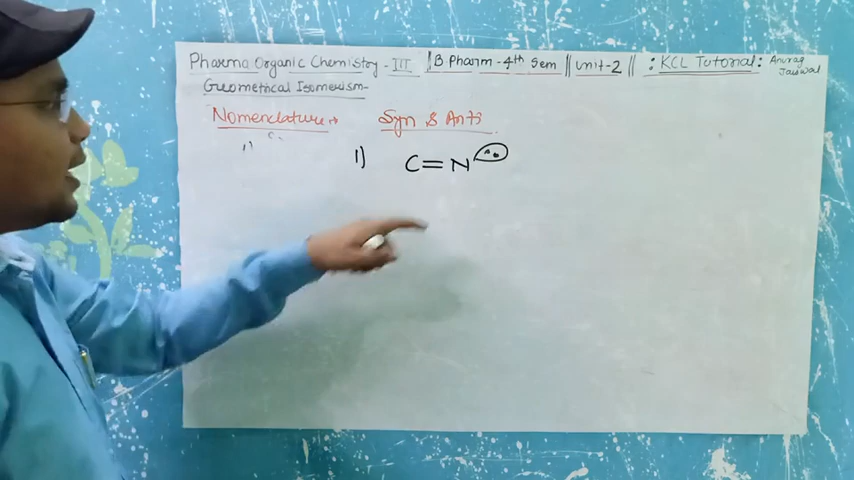 Pharma Organic Chemistry - III || B Pharm - 4th Sem || Unit-2 || : KCL Tutorial : Anurag Jaiswal
Geometrical Isomerism-
Nomenclature → Syn & Anti
1) C=N
1)